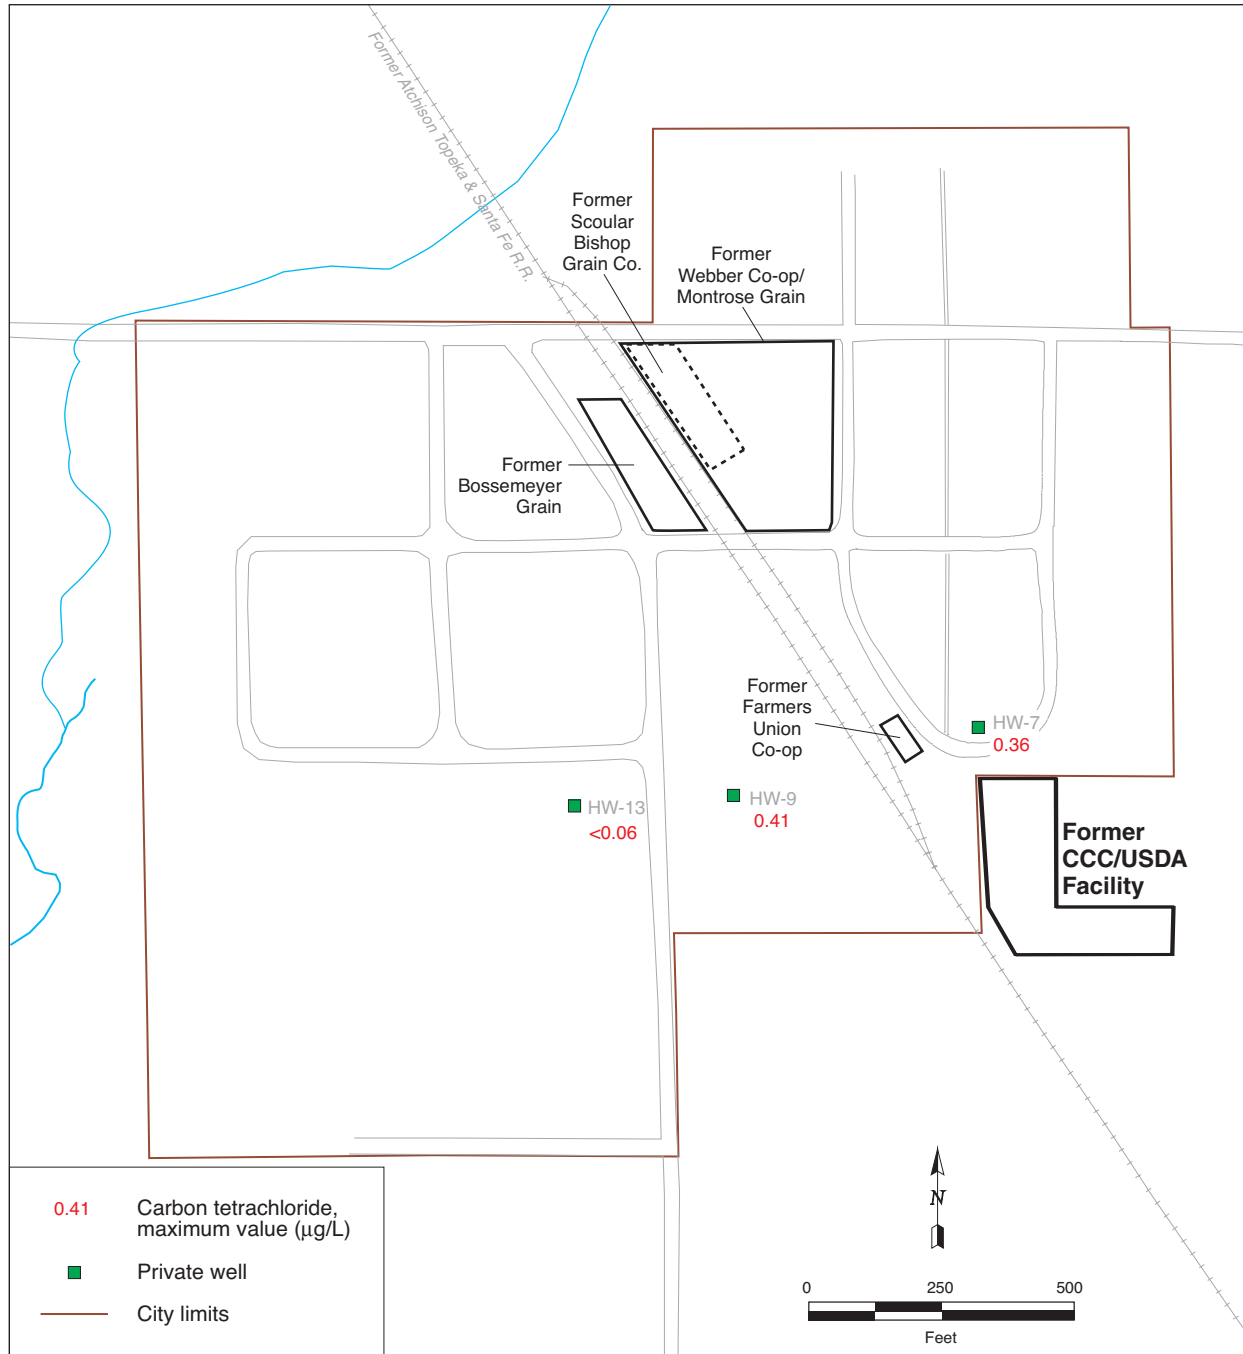 Former Atchison Topeka & Santa Fe R.R.
Former
Scoular
Bishop
Grain Co.
Former
Webber Co-op/
Montrose Grain
Former
Bossemeyer
Grain
Former
Farmers
Union
Co-op
HW-7
0.36
HW-13
<0.06
HW-9
0.41
Former
CCC/USDA
Facility
0.41
Carbon tetrachloride,
maximum value (µg/L)
Private well
City limits
N
0
250
500
Feet